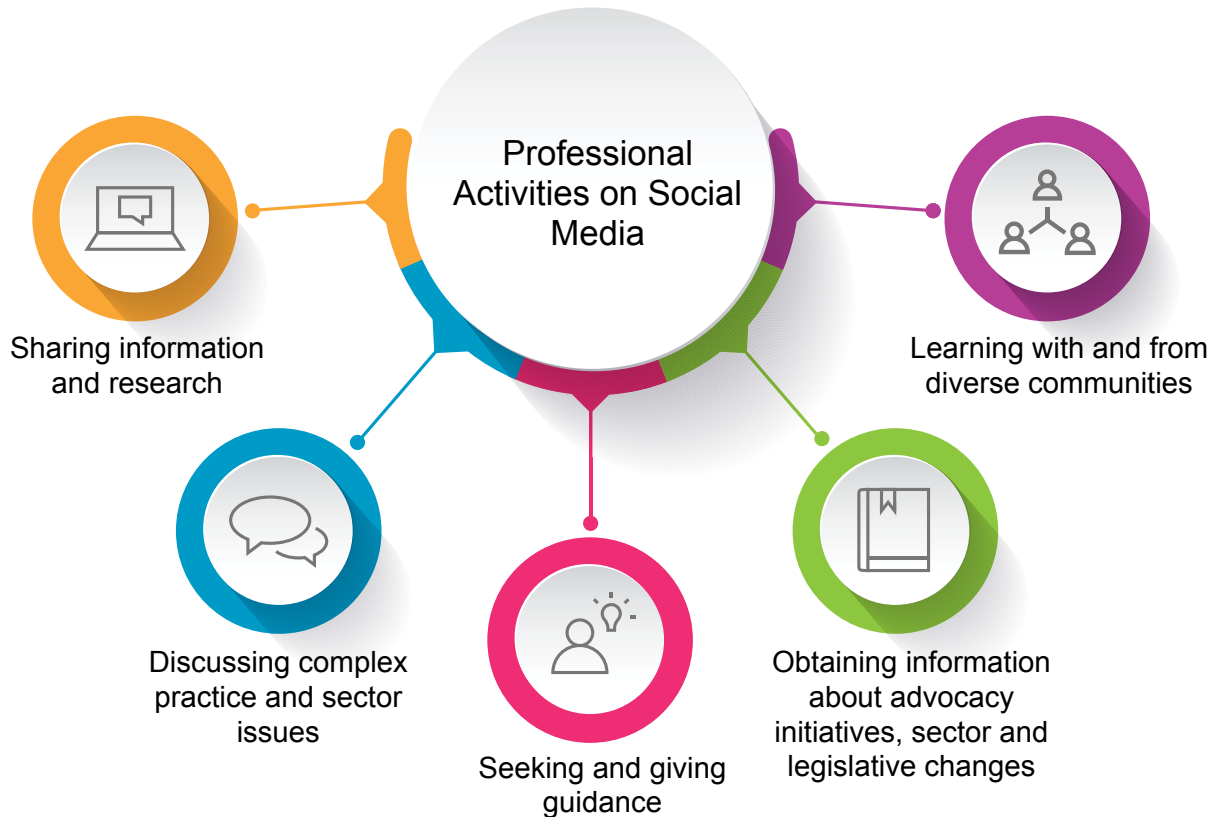 Professional
Activities on Social
Media
Sharing information
and research
Discussing complex
practice and sector
issues
Seeking and giving
guidance
Obtaining information
about advocacy
initiatives, sector and
legislative changes
Learning with and from
diverse communities